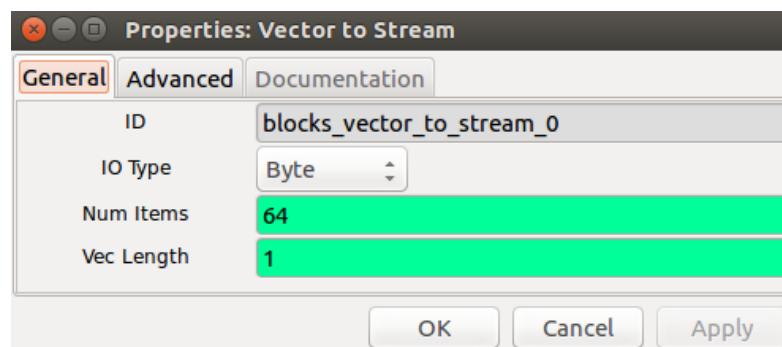 Properties: Vector to Stream
General Advanced Documentation
ID blocks_vector_to_stream_0
IO Type Byte
Num Items 64
Vec Length 1
OK Cancel Apply